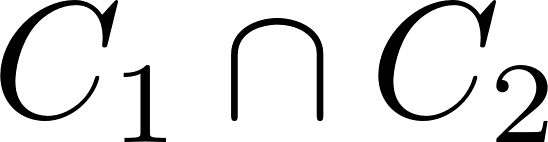 C₁ ∩ C₂